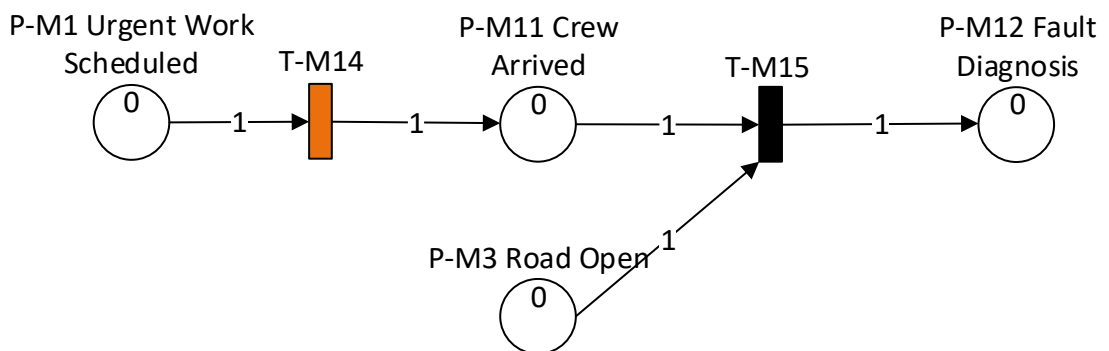 P-M1 Urgent Work
Scheduled
T-M14
P-M11 Crew
Arrived
T-M15
P-M12 Fault
Diagnosis
0
1
1
0
1
1
0
1
P-M3 Road Open
0